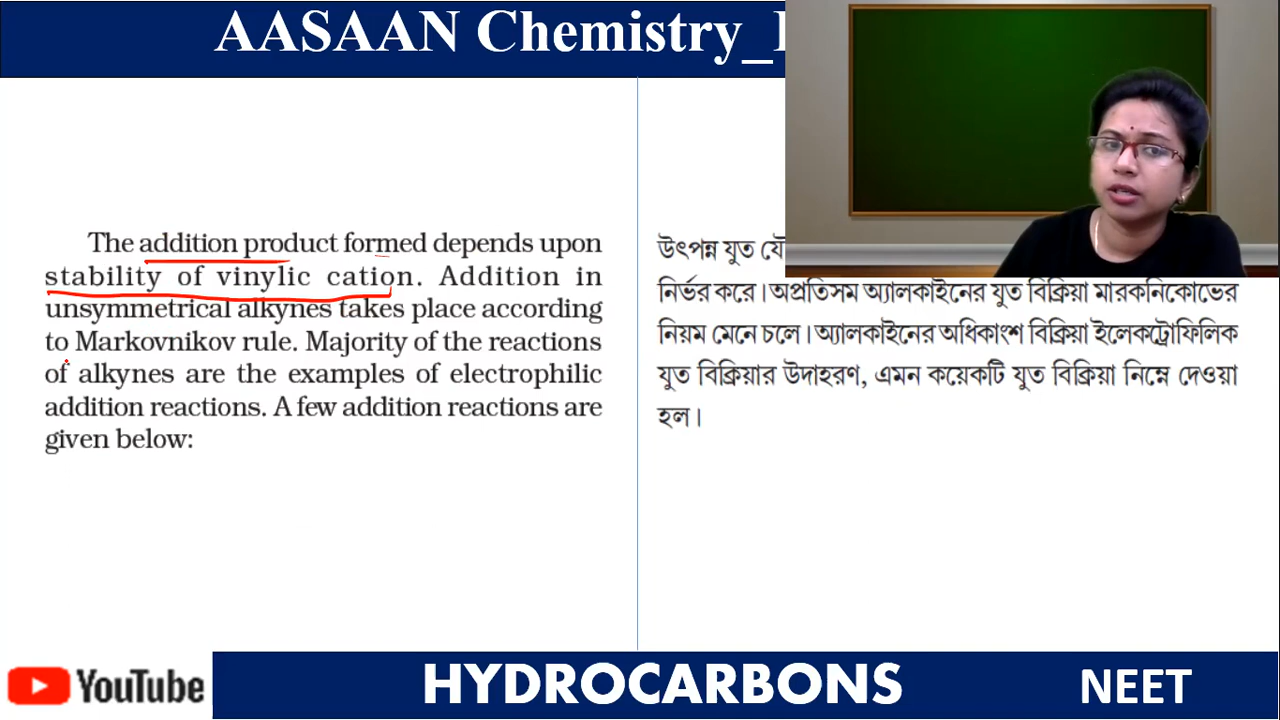 AASAAN Chemistry_
The addition product formed depends upon
stability of vinylic cation. Addition in
unsymmetrical alkynes takes place according
to Markovnikov rule. Majority of the reactions
of alkynes are the examples of electrophilic
addition reactions. A few addition reactions are
given below:
উৎপন্ন যুত
নির্ভর করে। অপ্রতিসম অ্যালকাইনের যুত বিক্রিয়া মারকনিকোভের
নিয়ম মেনে চলে। অ্যালকাইনের অধিকাংশ বিক্রিয়া ইলেকট্রোফিলিক
যুত বিক্রিয়ার উদাহরণ, এমন কয়েকটি যুত বিক্রিয়া নিম্নে দেওয়া
হল।
YouTube
HYDROCARBONS
NEET